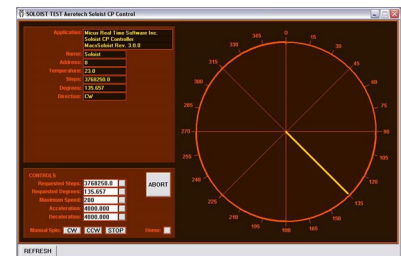 SOLOIST TEST Aerotech Soloist CP Control
Application: Micus Real Time Software Inc.
Soloist CP Controller
MacsSoloist Rev. 3.0.0
Name: Soloist
Address: 0
Temperature: 23.0
Steps: 3768250.0
Degrees: 135.657
Direction: CW
CONTROLS
Requested Steps: 3768250.0
Requested Degrees: 135.657
Maximum Speed: 200
Acceleration: 4000.000
Deceleration: 4000.000
ABORT
Manual Spin: CW CCW STOP Home:
0
15
30
45
60
75
90
105
120
135
150
165
180
195
210
225
240
255
270
285
300
315
330
345
REFRESH